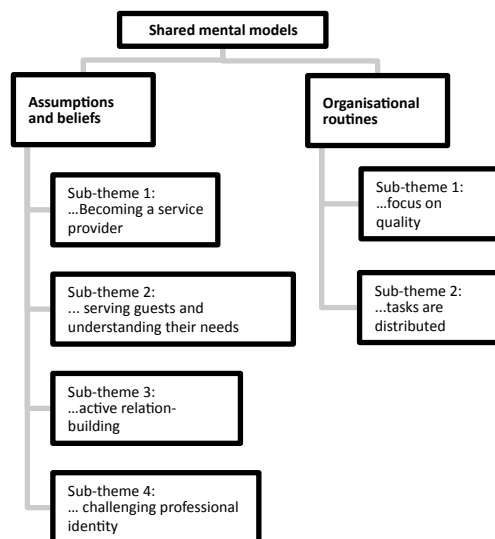 Shared mental models
Assumptions
and beliefs
Sub-theme 1:
...Becoming a service
provider
Sub-theme 2:
... serving guests and
understanding their needs
Sub-theme 3:
...active relation-
building
Sub-theme 4:
... challenging professional
identity
Organisational
routines
Sub-theme 1:
...focus on
quality
Sub-theme 2:
...tasks are
distributed